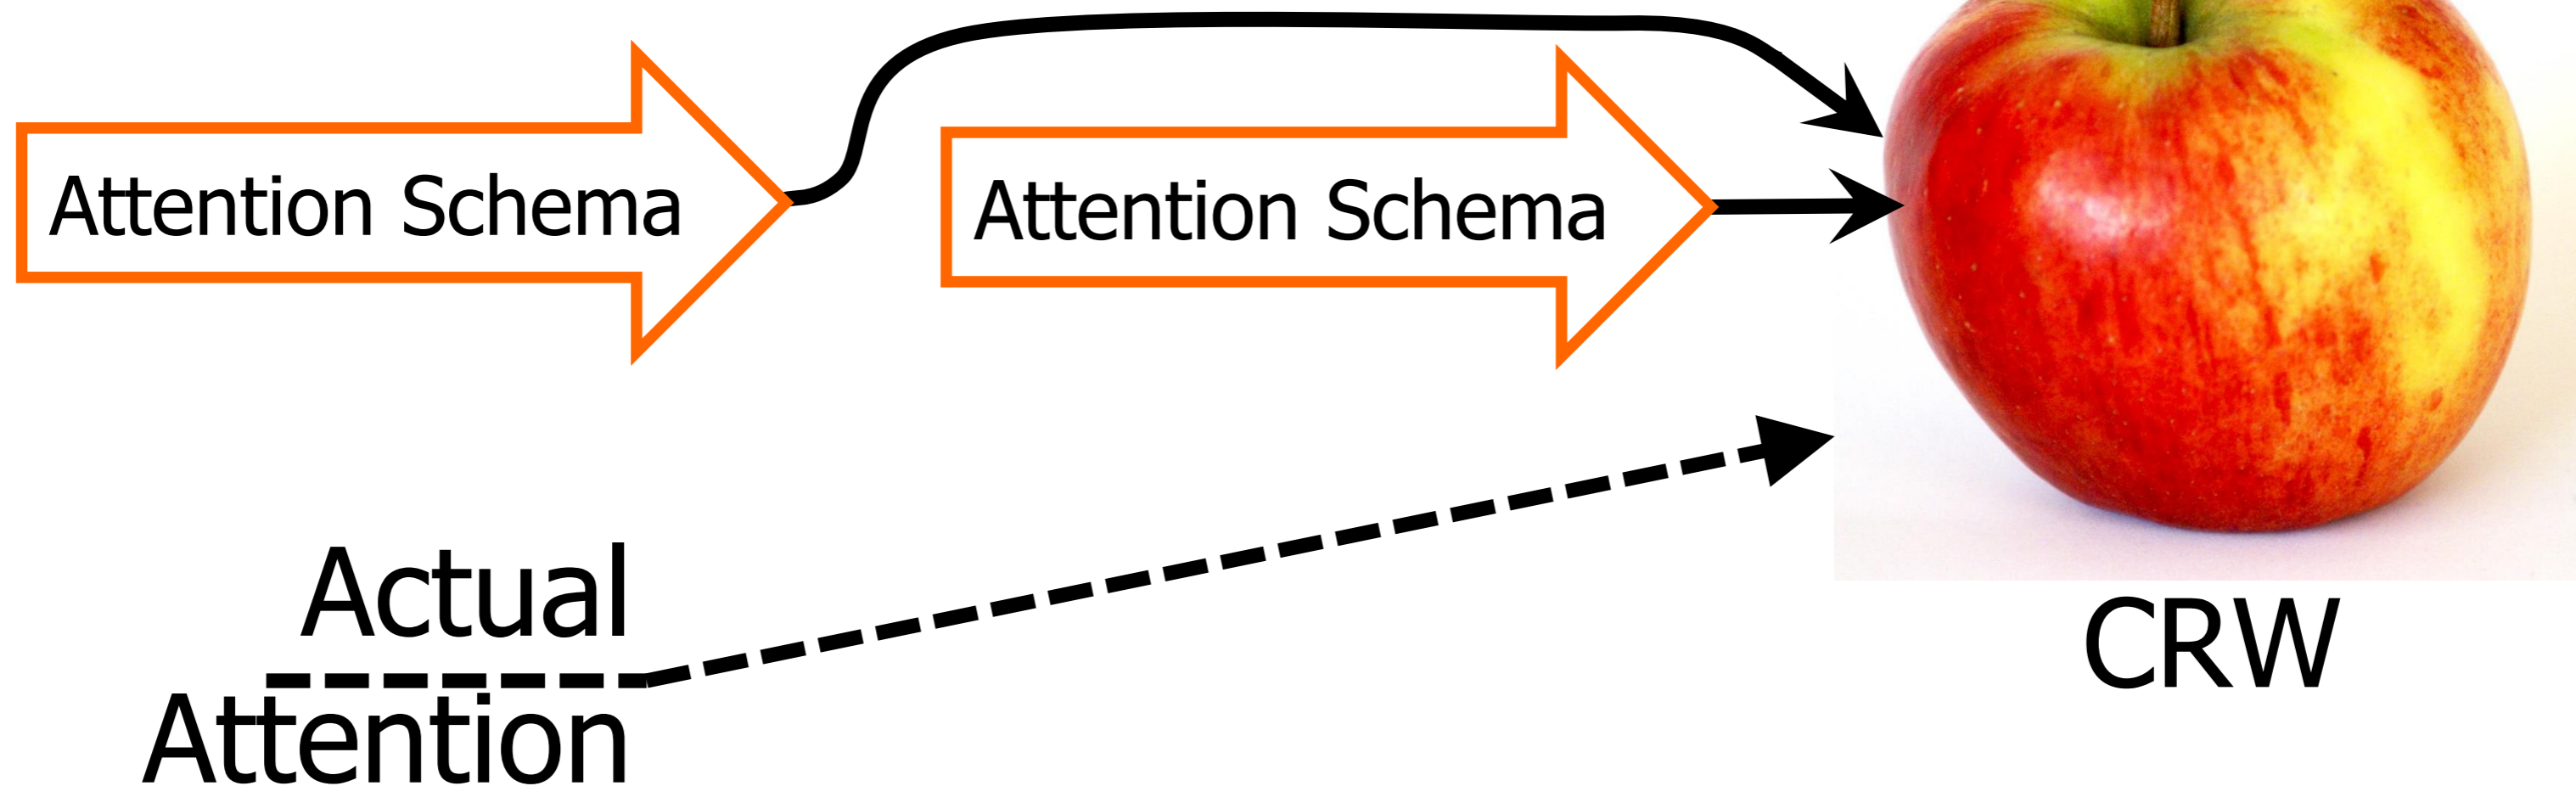 Attention Schema
Attention Schema
Actual
Attention
CRW